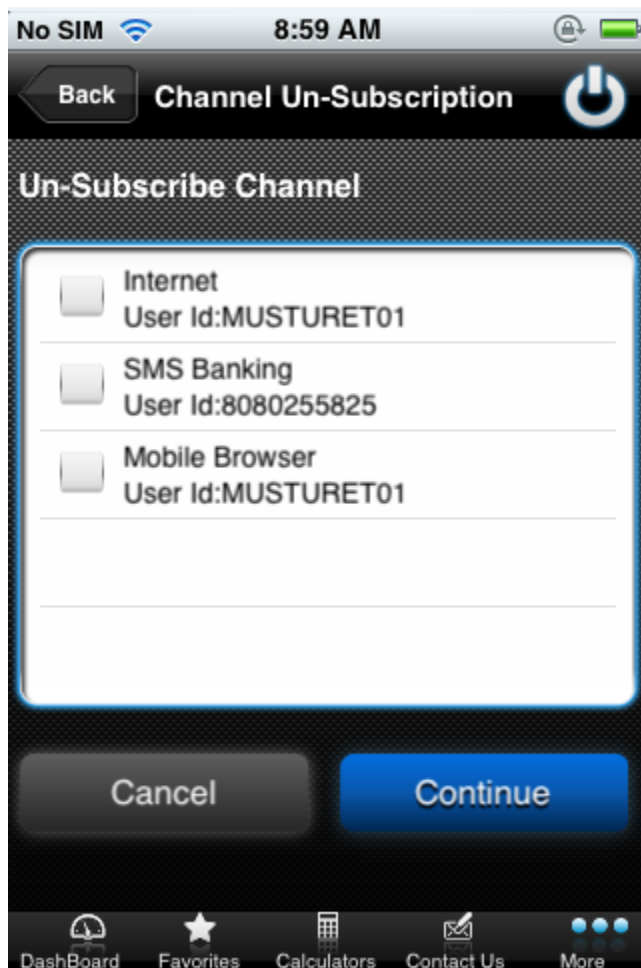 No SIM 8:59 AM
Back Channel Un-Subscription
Un-Subscribe Channel
Internet
User Id:MUSTURET01
SMS Banking
User Id:8080255825
Mobile Browser
User Id:MUSTURET01
Cancel Continue
DashBoard Favorites Calculators Contact Us More